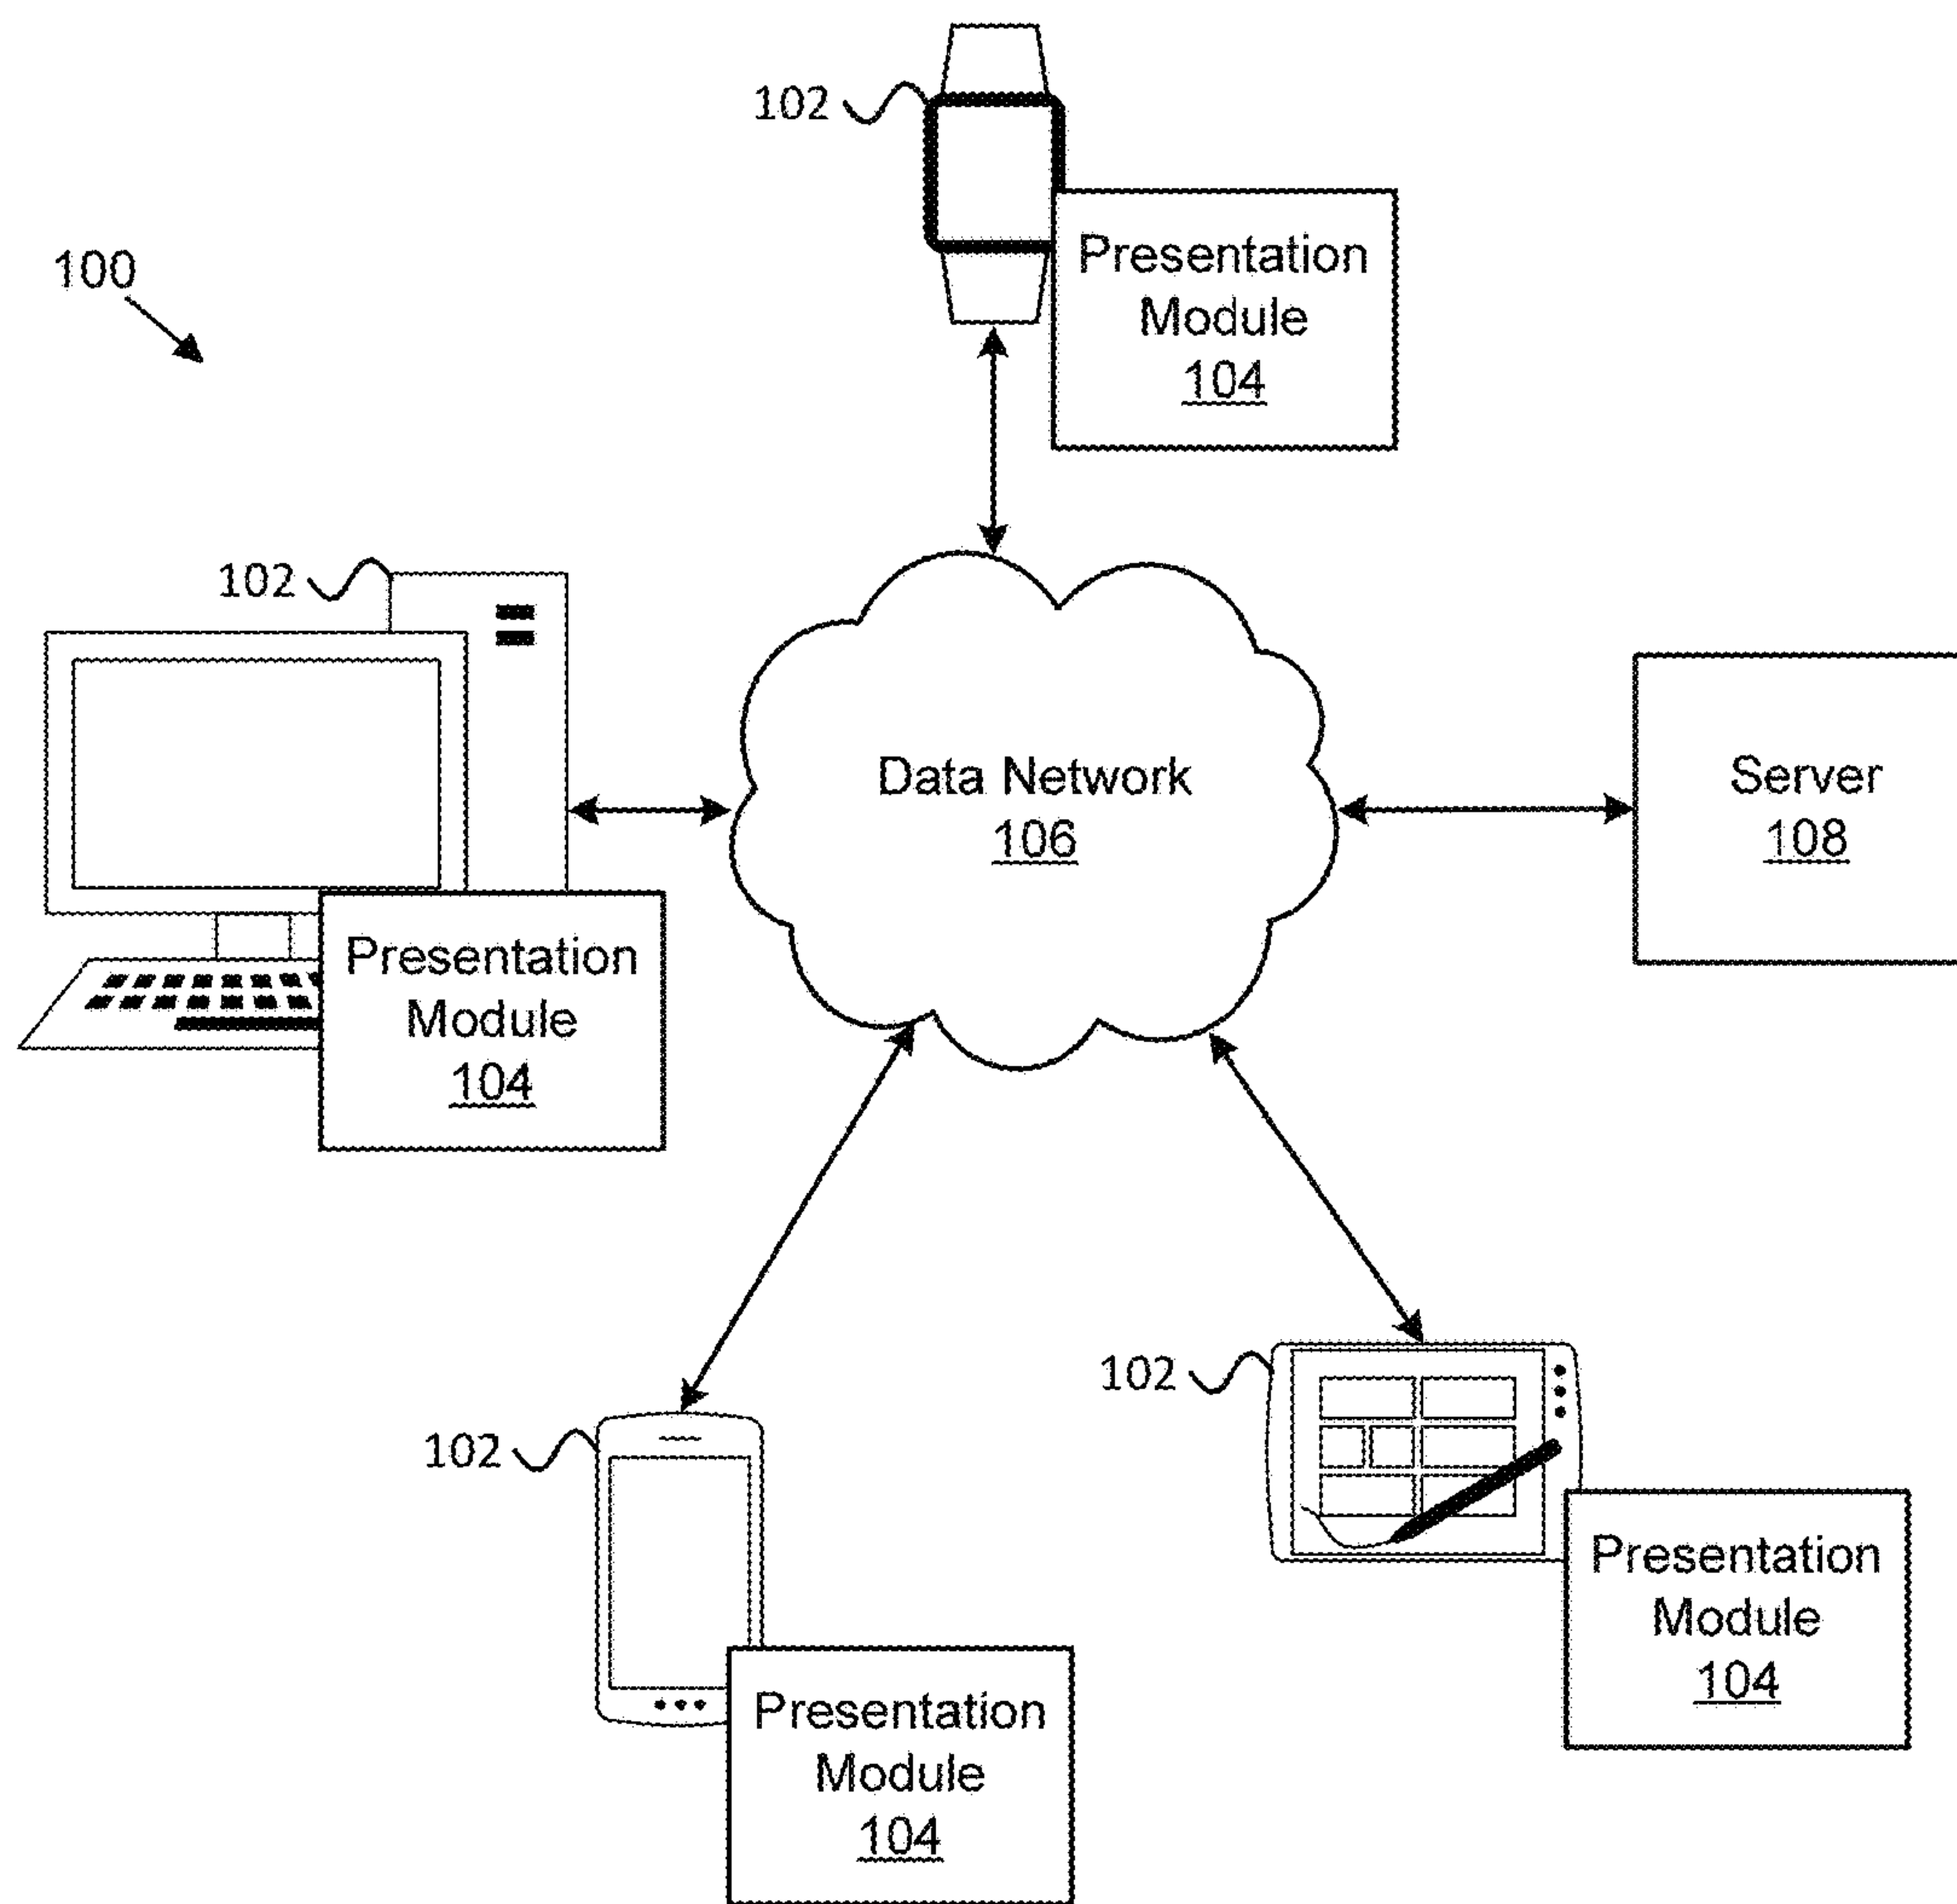 102
Presentation
Module
104
100
102
Data Network
106
Server
108
Presentation
Module
104
102
102
Presentation
Module
104
Presentation
Module
104